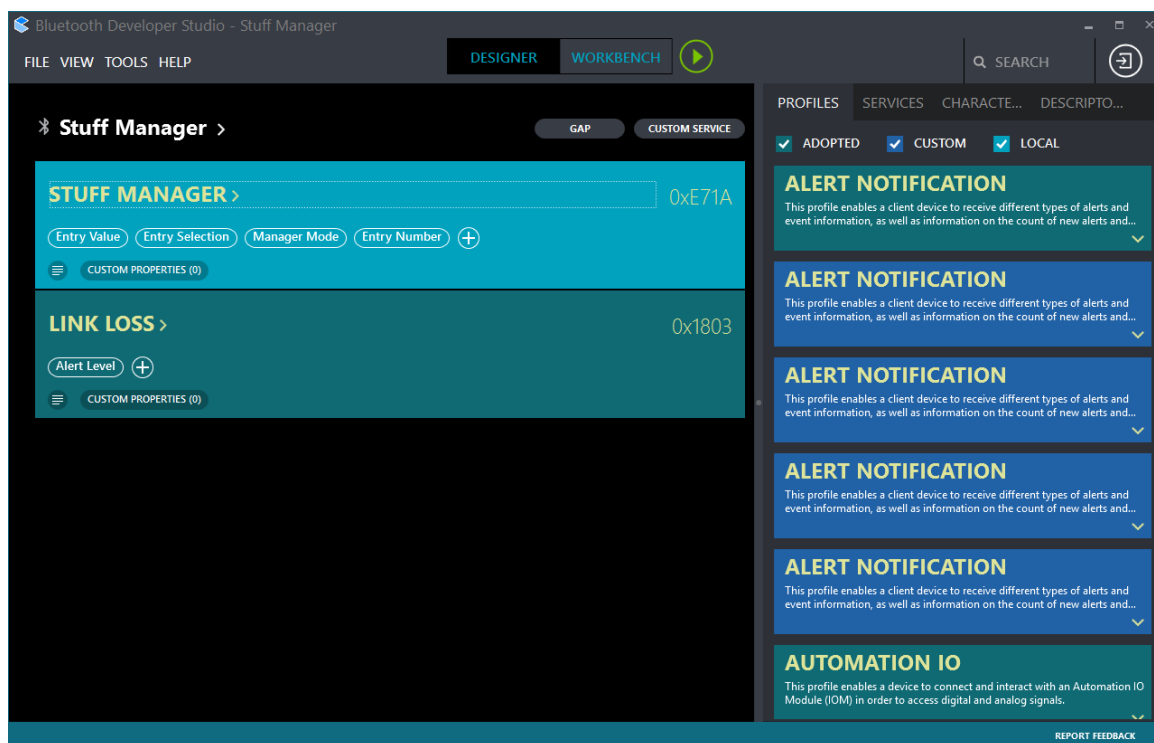 Bluetooth Developer Studio - Stuff Manager
FILE VIEW TOOLS HELP
DESIGNER WORKBENCH
SEARCH
Stuff Manager >
GAP CUSTOM SERVICE
STUFF MANAGER >
0xE71A
Entry Value Entry Selection Manager Mode Entry Number
CUSTOM PROPERTIES (0)
LINK LOSS >
0x1803
Alert Level
CUSTOM PROPERTIES (0)
PROFILES SERVICES CHARACTE... DESCRIPTO...
ADOPTED CUSTOM LOCAL
ALERT NOTIFICATION
This profile enables a client device to receive different types of alerts and
event information, as well as information on the count of new alerts and...
ALERT NOTIFICATION
This profile enables a client device to receive different types of alerts and
event information, as well as information on the count of new alerts and...
ALERT NOTIFICATION
This profile enables a client device to receive different types of alerts and
event information, as well as information on the count of new alerts and...
ALERT NOTIFICATION
This profile enables a client device to receive different types of alerts and
event information, as well as information on the count of new alerts and...
ALERT NOTIFICATION
This profile enables a client device to receive different types of alerts and
event information, as well as information on the count of new alerts and...
AUTOMATION IO
This profile enables a device to connect and interact with an Automation IO
Module (IOM) in order to access digital and analog signals.
REPORT FEEDBACK